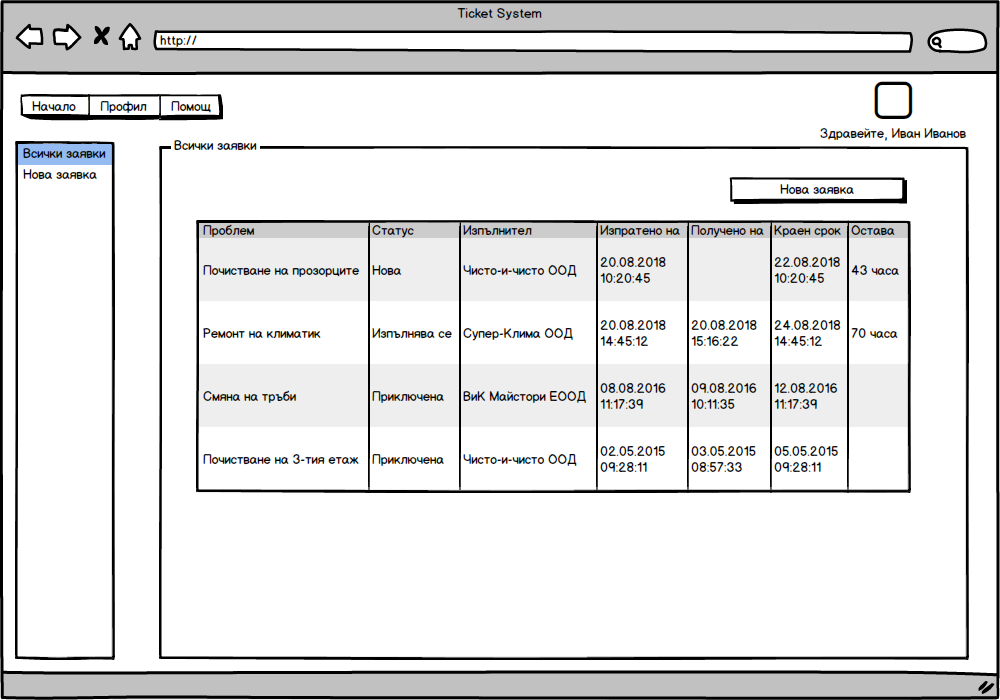 Ticket System
http://
Начало Профил Помощ
Здравейте, Иван Иванов
Всички заявки
Нова заявка
Всички заявки
Нова заявка
Проблем Статус Изпълнител Изпратено на Получено на Краен срок Остава
Почистване на прозорците Нова Чисто-и-чисто ООД 20.08.2018 10:20:45 22.08.2018 10:20:45 43 часа
Ремонт на климатик Изпълнява се Супер-Клима ООД 20.08.2018 14:45:12 20.08.2018 15:16:22 24.08.2018 14:45:12 70 часа
Смяна на тръби Приключена ВиК Майстори ЕООД 08.08.2016 11:17:39 09.08.2016 10:11:35 12.08.2016 11:17:39
Почистване на 3-тия етаж Приключена Чисто-и-чисто ООД 02.05.2015 09:28:11 03.05.2015 08:57:33 05.05.2015 09:28:11